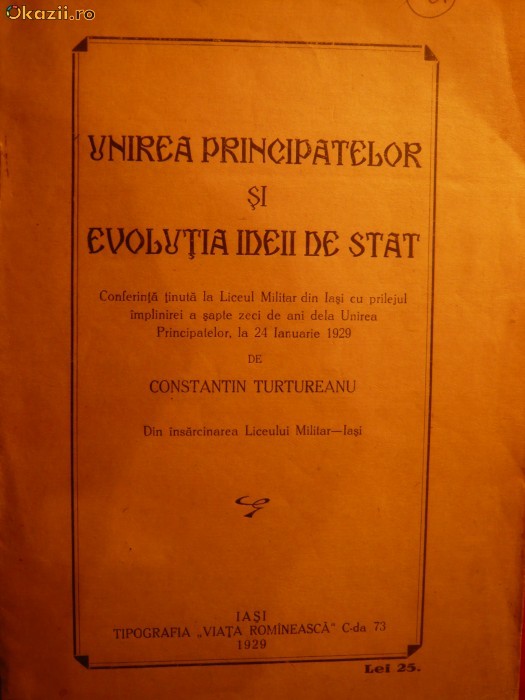 Okazii.ro
UNIREA PRINCIPATELOR
ŞI
EVOLUŢIA IDEII DE STAT
Conferinţă ţinută la Liceul Militar din Iaşi cu prilejul
împlinirei a şapte zeci de ani dela Unirea
Principatelor, la 24 Ianuarie 1929
DE
CONSTANTIN TURTUREANU
Din însărcinarea Liceului Militar—Iaşi
IAŞI
TIPOGRAFIA „VIAŢA ROMÎNEASCĂ" C-da 73
1929
Lei 25.